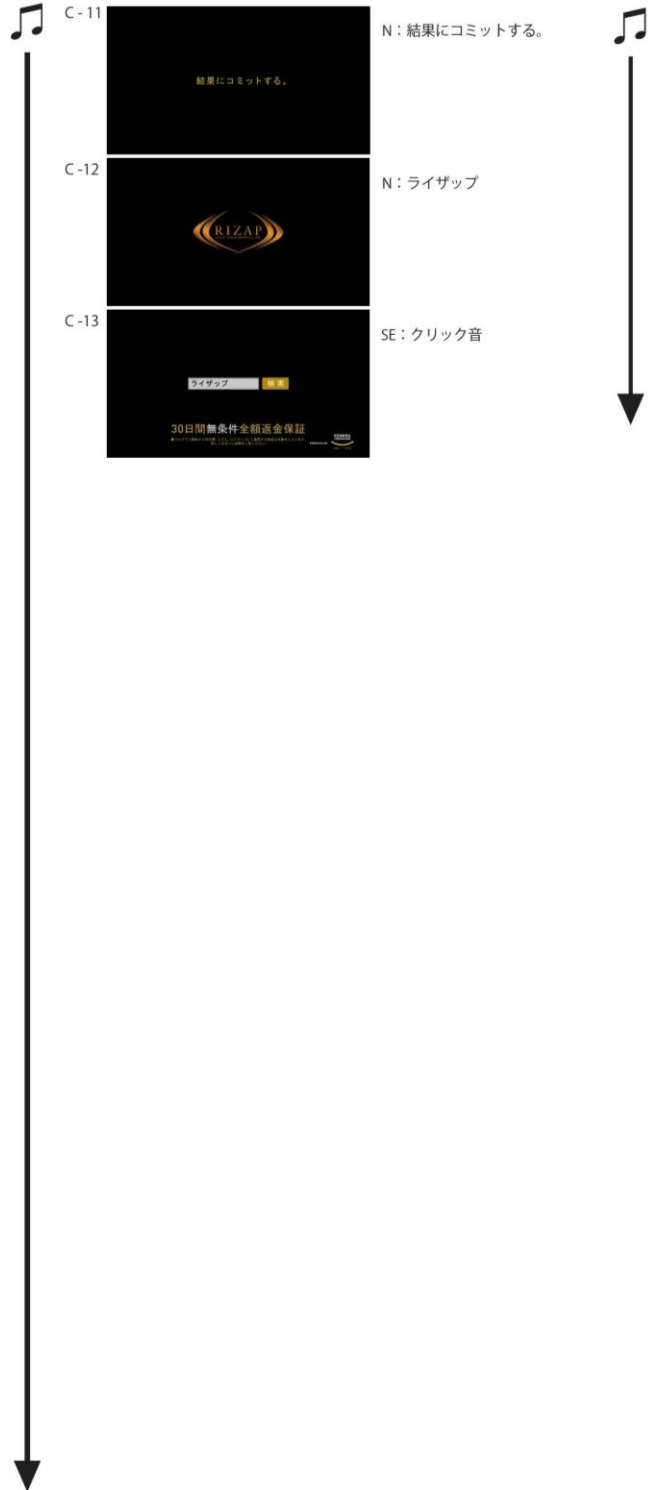 C - 11
結果にコミットする。
N：結果にコミットする。
C -12
RIZAP
N：ライザップ
C -13
ライザップ 検 索
30日間無条件全額返金保証
SE：クリック音